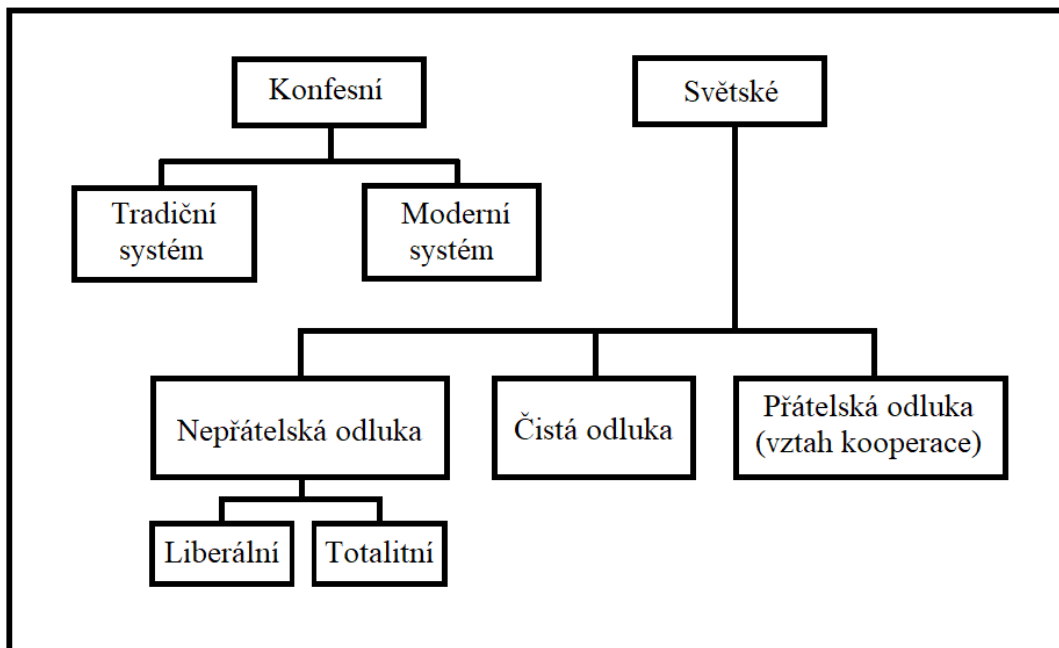 Konfesní
Světské
Tradiční
systém
Moderní
systém
Nepřátelská odluka
Čistá odluka
Přátelská odluka
(vztah kooperace)
Liberální
Totalitní